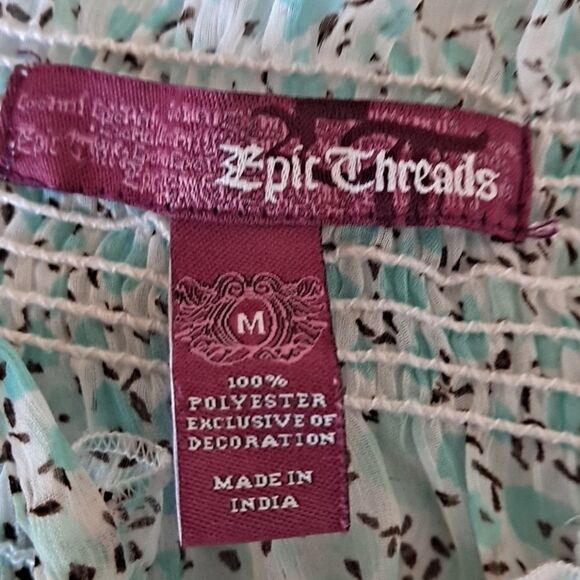 Epic Threads
M
100%
POLYESTER
EXCLUSIVE OF
DECORATION
MADE IN
INDIA